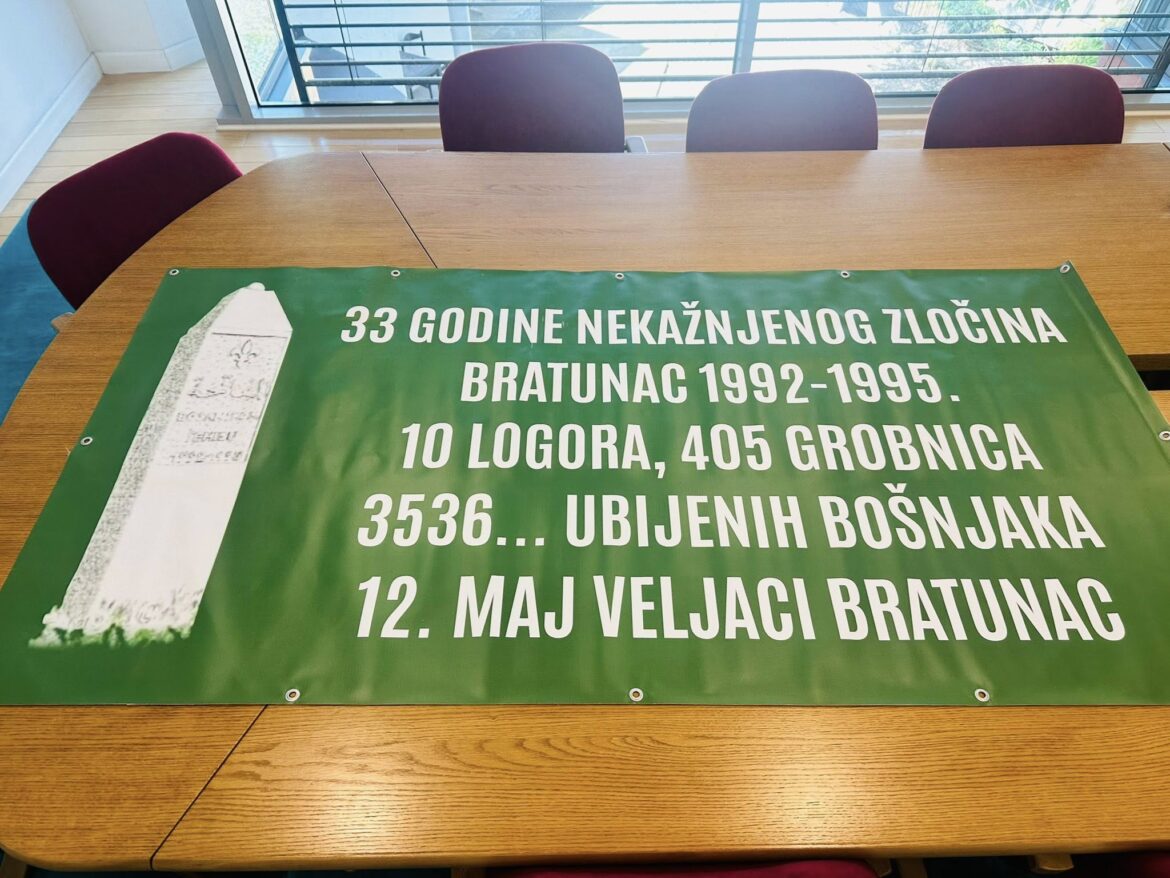 33 GODINE NEKAŽNJENOG ZLOČINA
BRATUNAC 1992-1995.
10 LOGORA, 405 GROBNICA
3536... UBIJENIH BOŠNJAKA
12. MAJ VELJACI BRATUNAC